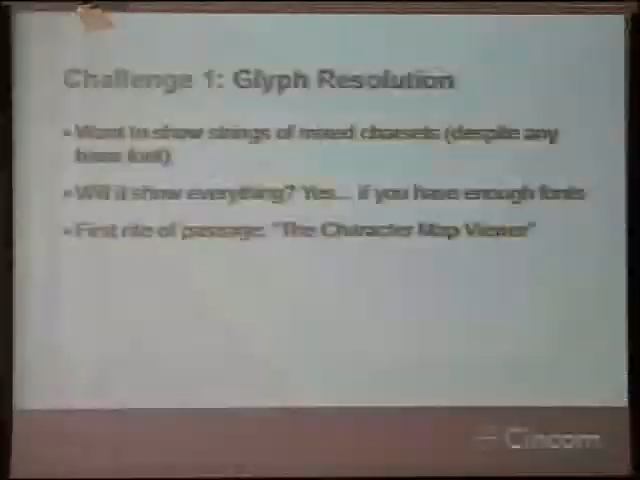 Challenge 1: Glyph Resolution
• Want to show strings of mixed charsets (despite any
base font)
• Will it show everything? Yes... if you have enough fonts
• First rite of passage: "The Character Map Viewer"
Cincom